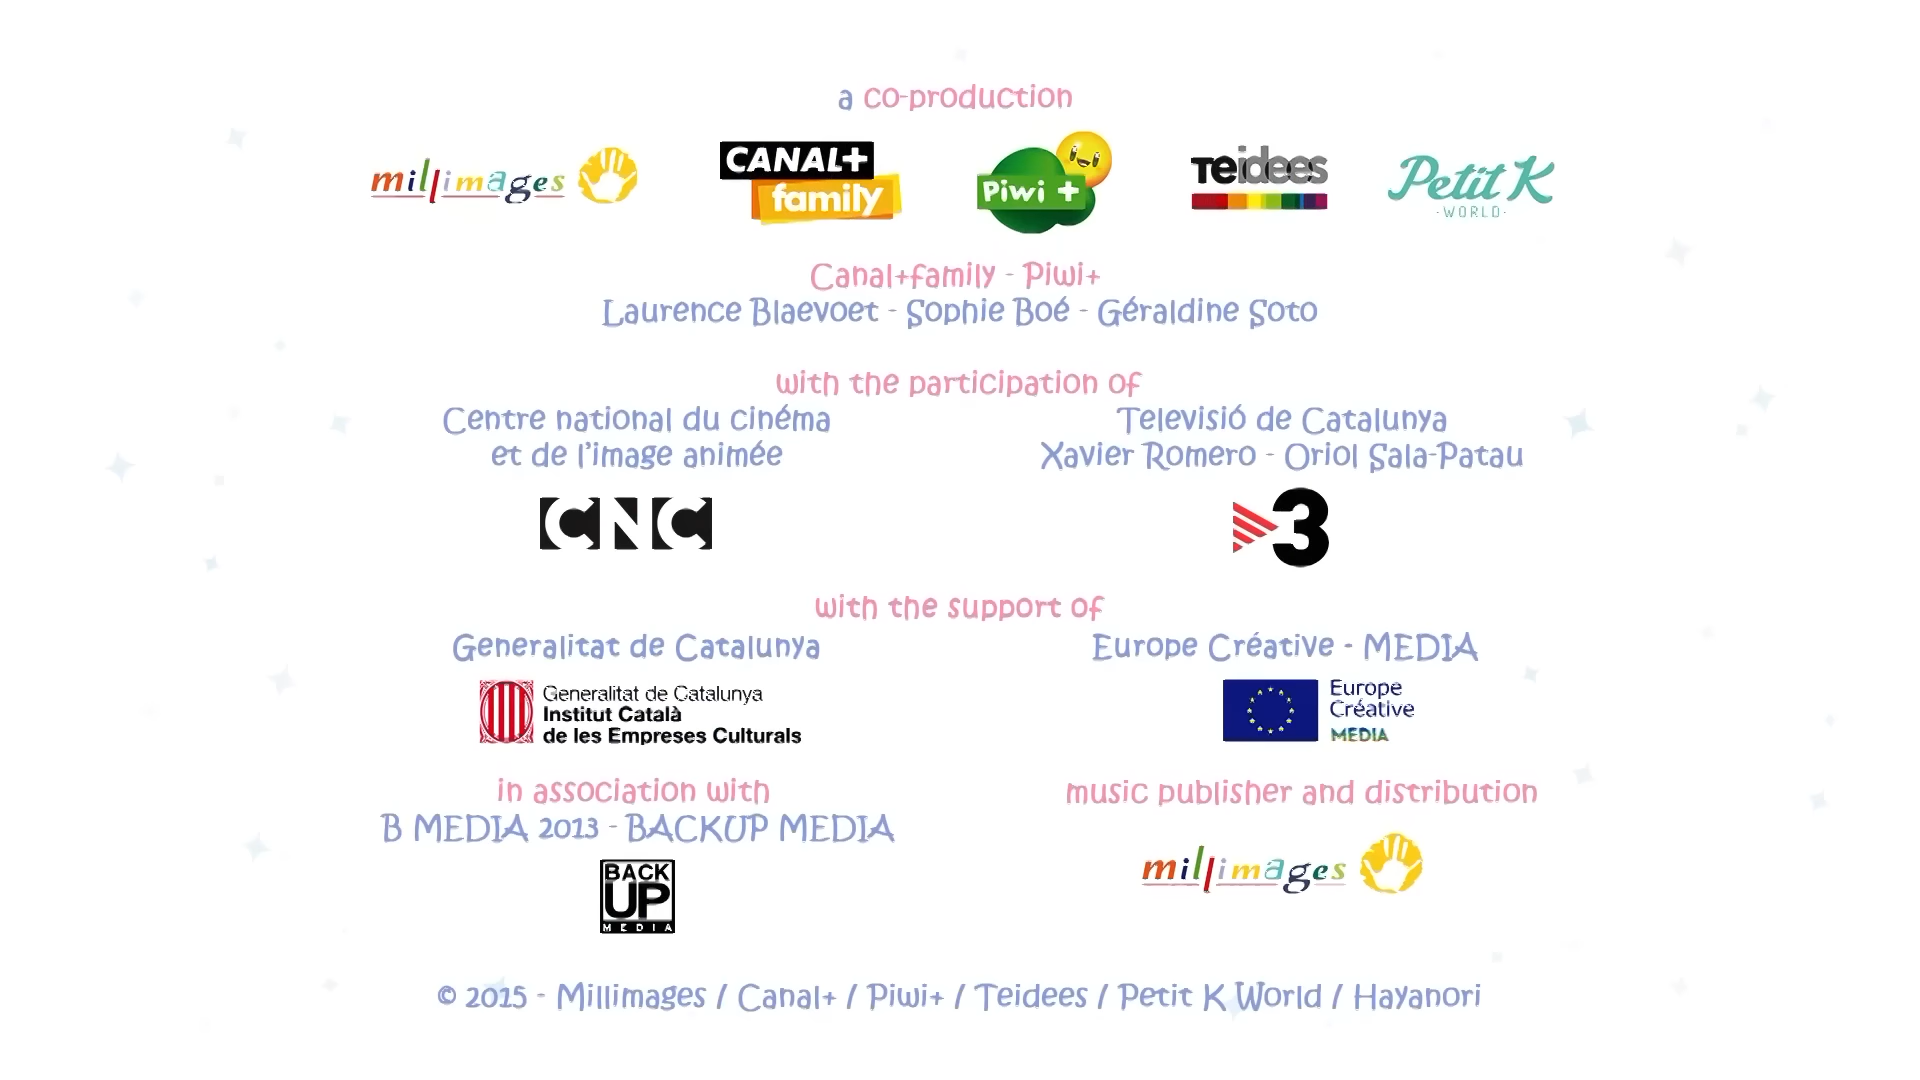 a co-production
millimages
CANAL+
family
Piwi +
Teidees
Petit K
·WORLD·
Canal+family - Piwi+
Laurence Blaevoet - Sophie Boé - Géraldine Soto
with the participation of
Centre national du cinéma
et de l'image animée
CNC
Televisió de Catalunya
Xavier Romero - Oriol Sala-Patau
3
with the support of
Generalitat de Catalunya
Generalitat de Catalunya
Institut Català
de les Empreses Culturals
Europe Créative - MEDIA
Europe
Créative
MEDIA
in association with
B MEDIA 2013 - BACKUP MEDIA
BACK
UP
MEDIA
music publisher and distribution
millimages
© 2015 - Millimages / Canal+ / Piwi+ / Teidees / Petit K World / Hayanori